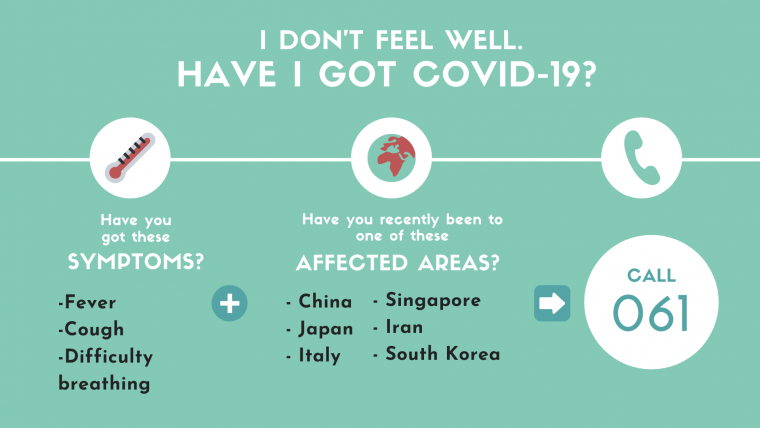 I DON'T FEEL WELL.
HAVE I GOT COVID-19?
Have you
got these
SYMPTOMS?
-Fever
-Cough
-Difficulty
breathing
Have you recently been to
one of these
AFFECTED AREAS?
- China
- Japan
- Italy
- Singapore
- Iran
- South Korea
CALL
061